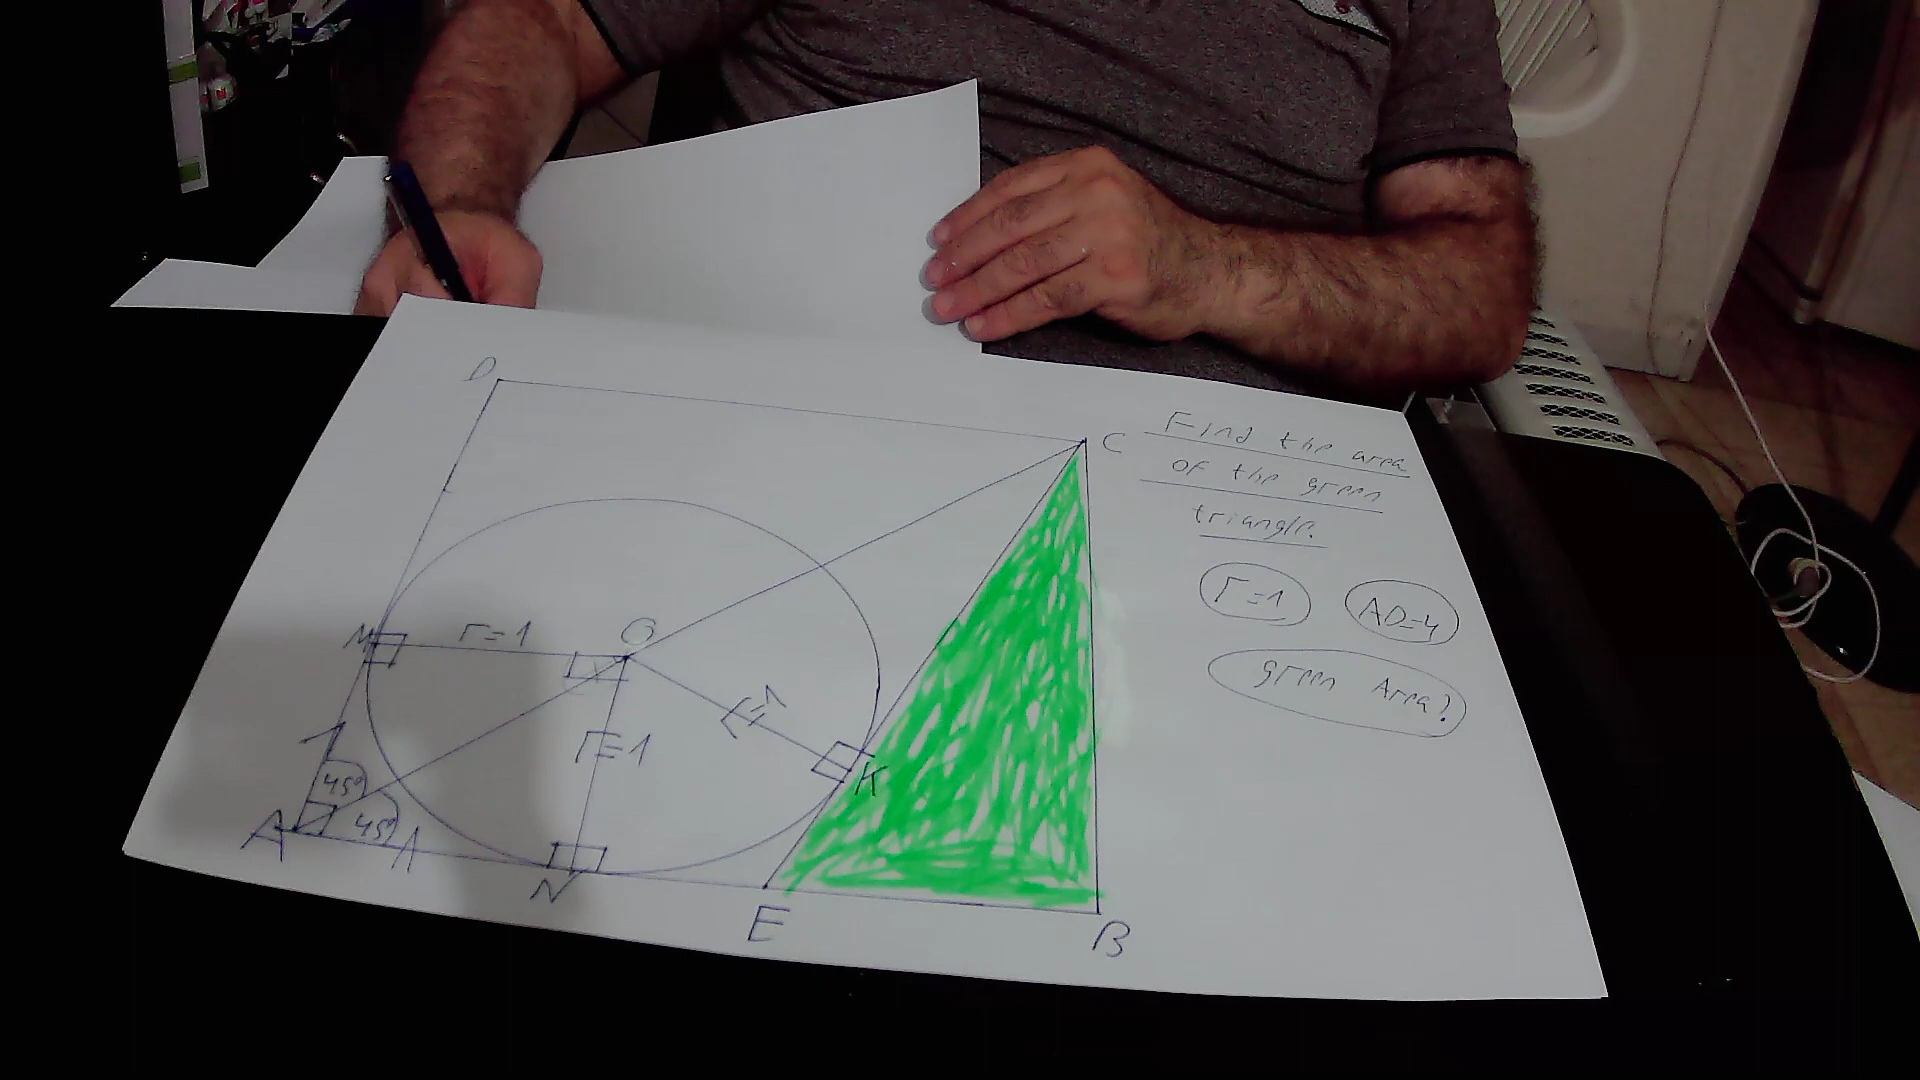 D
C
Find the area
of the green
triangle.
r=1
AD=4
green Area?
M
r=1
O
r=1
r=1
K
1
45°
45°
A
1
N
E
B